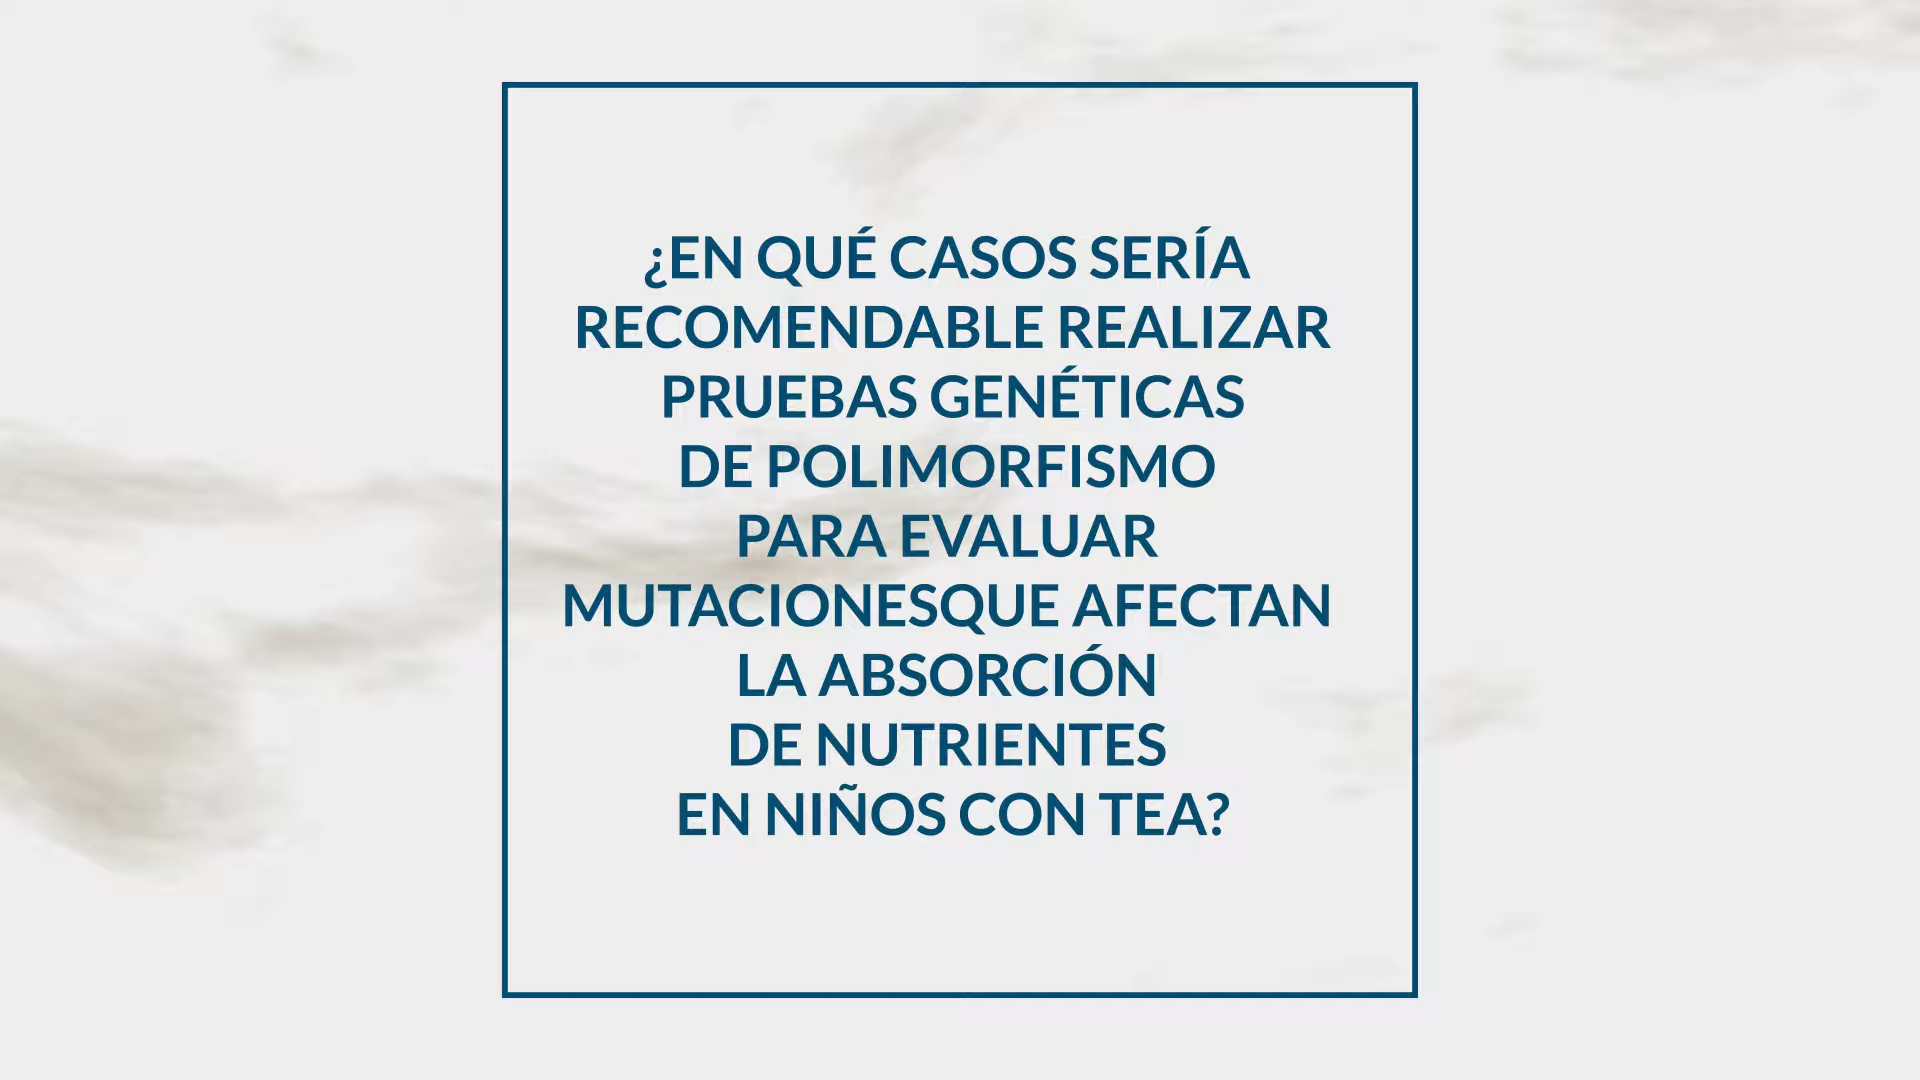 ¿EN QUÉ CASOS SERÍA
RECOMENDABLE REALIZAR
PRUEBAS GENÉTICAS
DE POLIMORFISMO
PARA EVALUAR
MUTACIONESQUE AFECTAN
LA ABSORCIÓN
DE NUTRIENTES
EN NIÑOS CON TEA?